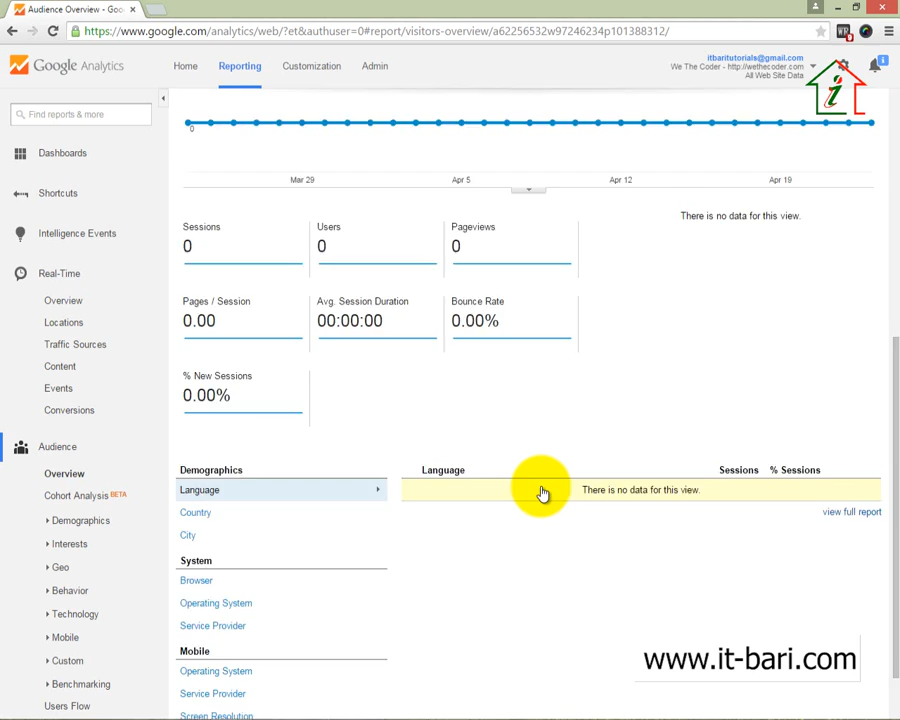 Audience Overview - Goo
https://www.google.com/analytics/web/?et&authuser=0#report/visitors-overview/a62256532w97246234p101388312/
Google Analytics
Home
Reporting
Customization
Admin
itbaritutorials@gmail.com
We The Coder - http://wethecoder.com
All Web Site Data
i
Find reports & more
Dashboards
Shortcuts
Intelligence Events
Real-Time
Overview
Locations
Traffic Sources
Content
Events
Conversions
Audience
Overview
Cohort Analysis BETA
Demographics
Interests
Geo
Behavior
Technology
Mobile
Custom
Benchmarking
Users Flow
0
Mar 29
Apr 5
Apr 12
Apr 19
There is no data for this view.
Sessions
0
Users
0
Pageviews
0
Pages / Session
0.00
Avg. Session Duration
00:00:00
Bounce Rate
0.00%
% New Sessions
0.00%
Demographics
Language
Country
City
System
Browser
Operating System
Service Provider
Mobile
Operating System
Service Provider
Screen Resolution
Language
Sessions
% Sessions
There is no data for this view.
view full report
www.it-bari.com